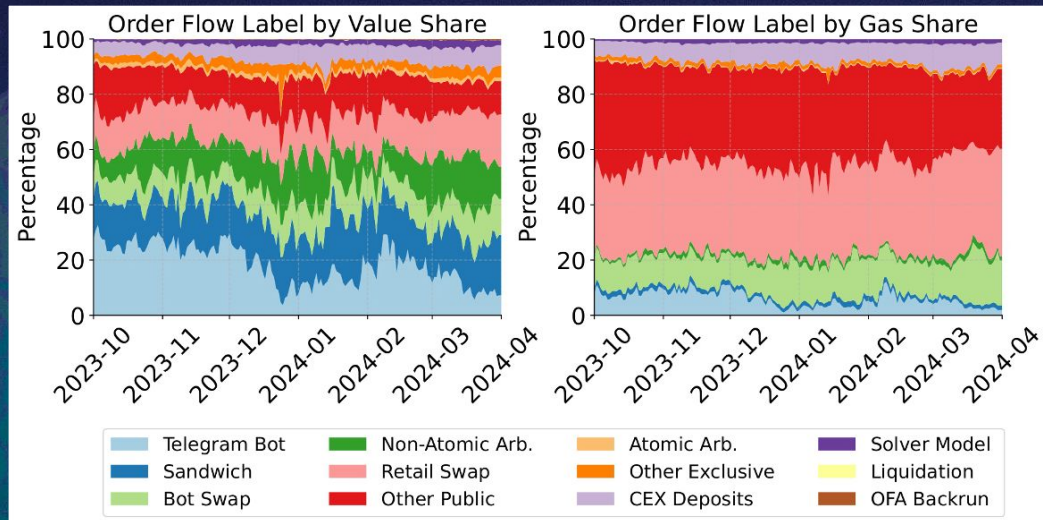 Order Flow Label by Value Share
100
80
60
40
20
0
Percentage
2023-10
2023-11
2023-12
2024-01
2024-02
2024-03
2024-04
Order Flow Label by Gas Share
100
80
60
40
20
0
Percentage
2023-10
2023-11
2023-12
2024-01
2024-02
2024-03
2024-04
Telegram Bot
Non-Atomic Arb.
Atomic Arb.
Solver Model
Sandwich
Retail Swap
Other Exclusive
Liquidation
Bot Swap
Other Public
CEX Deposits
OFA Backrun